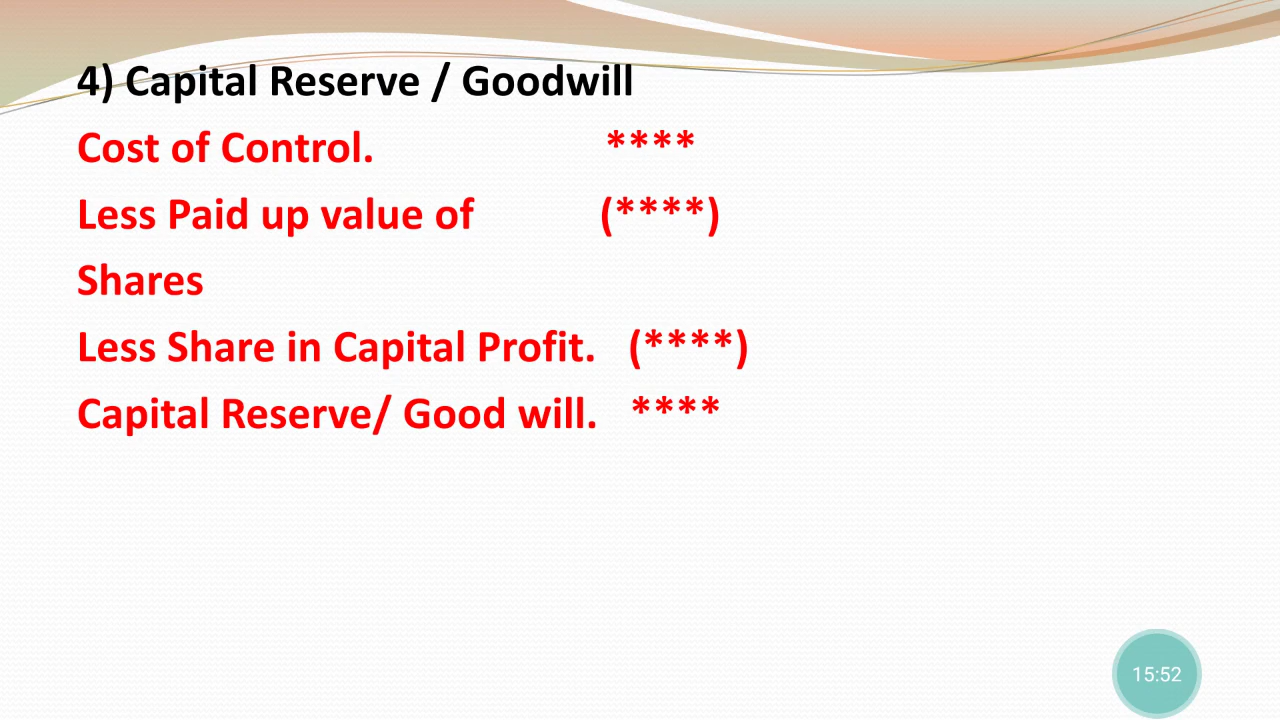 4) Capital Reserve / Goodwill
Cost of Control. ****
Less Paid up value of (****)
Shares
Less Share in Capital Profit. (****)
Capital Reserve/ Good will. ****
15:52